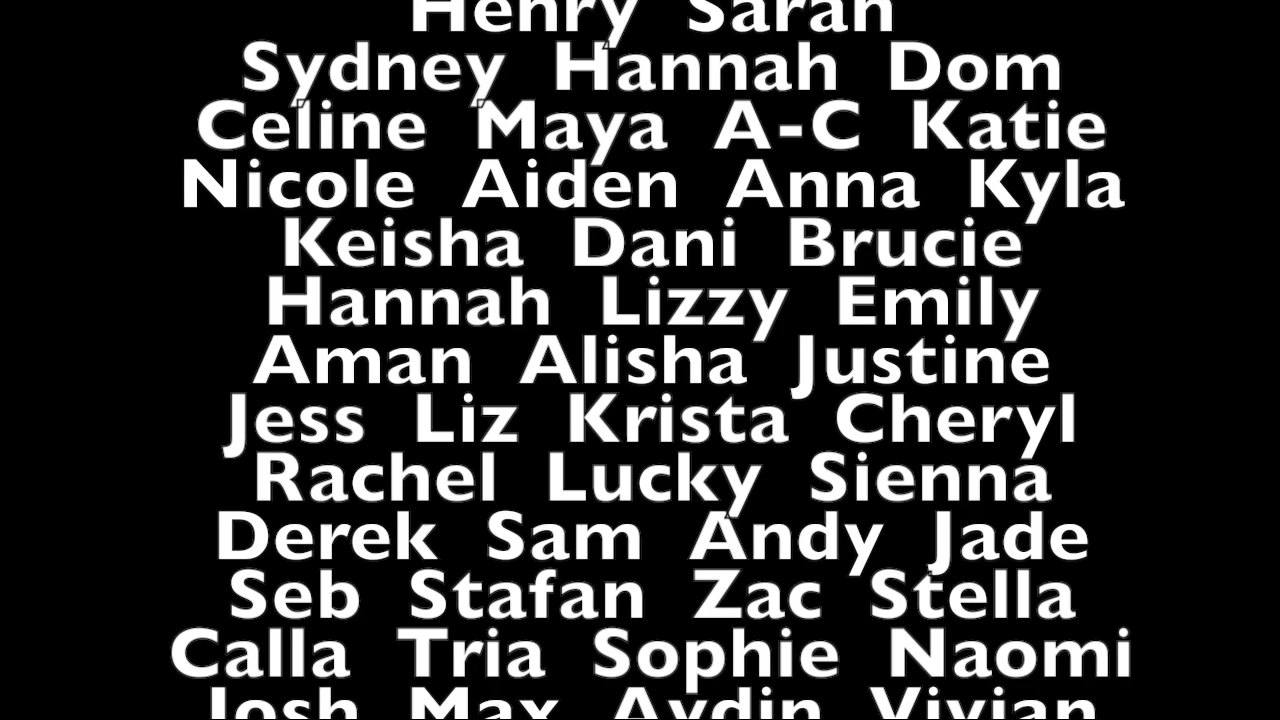 Henry Sarah
Sydney Hannah Dom
Celine Maya A-C Katie
Nicole Aiden Anna Kyla
Keisha Dani Brucie
Hannah Lizzy Emily
Aman Alisha Justine
Jess Liz Krista Cheryl
Rachel Lucky Sienna
Derek Sam Andy Jade
Seb Stafan Zac Stella
Calla Tria Sophie Naomi
Josh Max Aydin Vivian